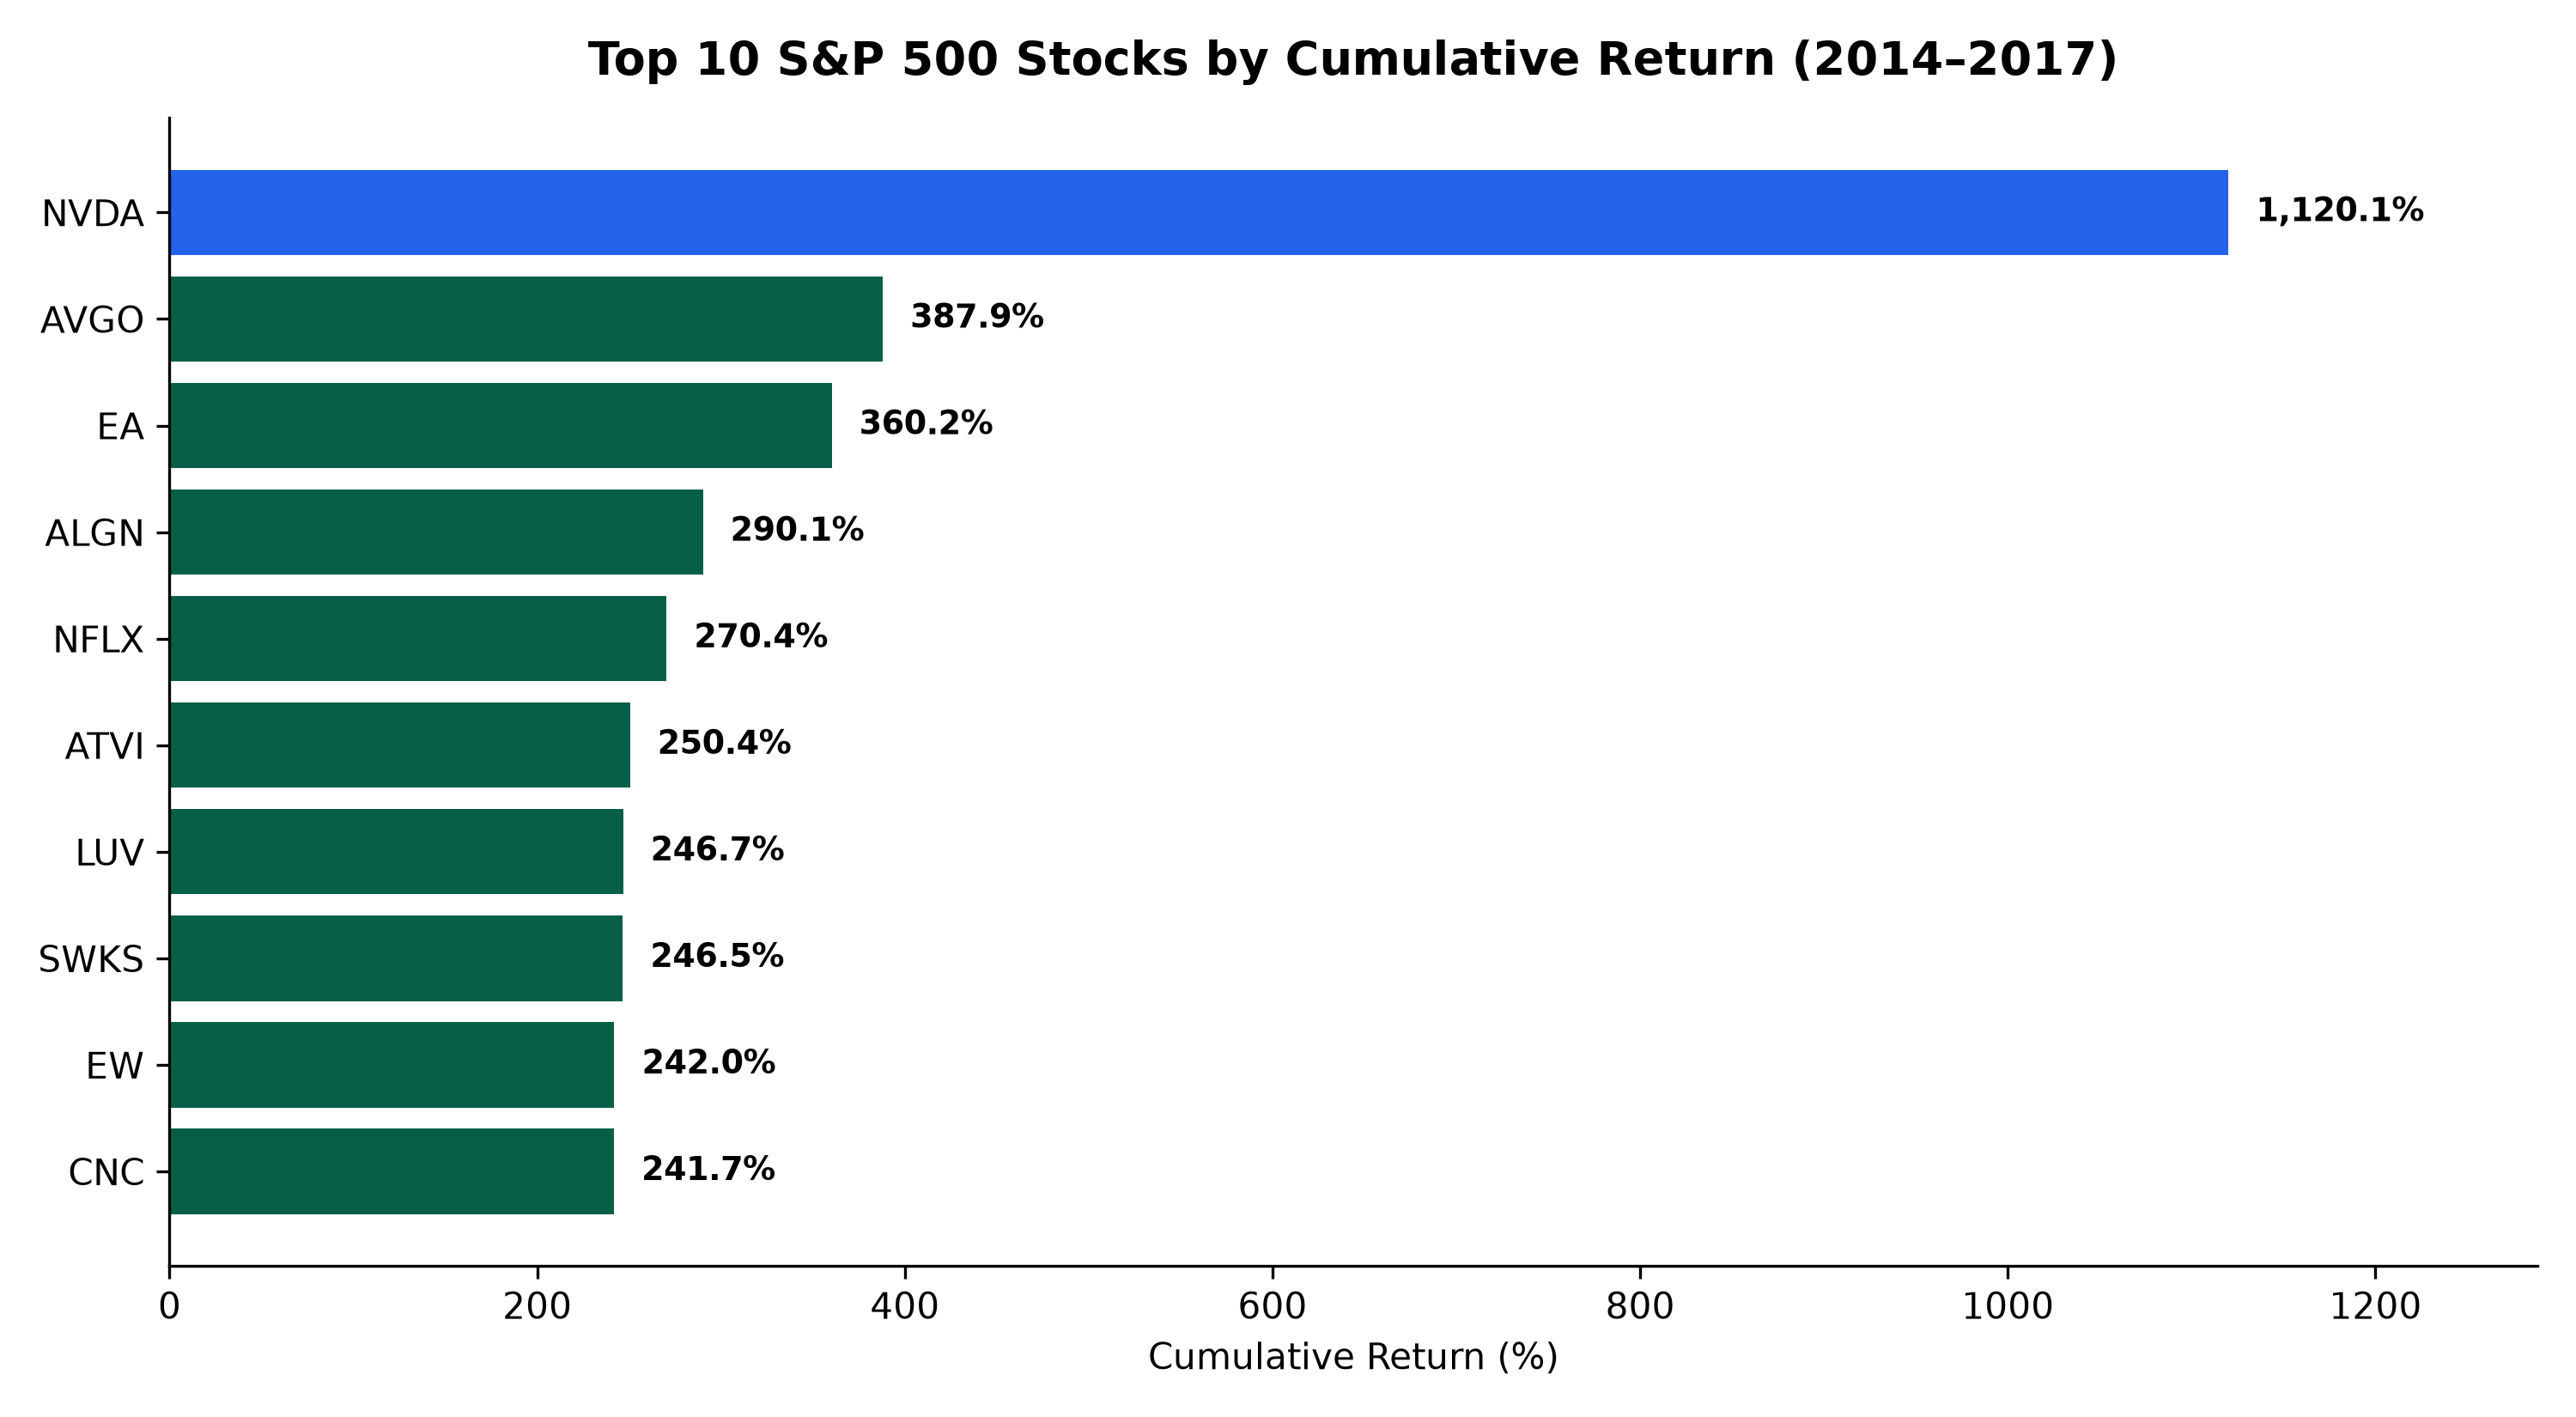 Top 10 S&P 500 Stocks by Cumulative Return (2014–2017)
NVDA 1,120.1%
AVGO 387.9%
EA 360.2%
ALGN 290.1%
NFLX 270.4%
ATVI 250.4%
LUV 246.7%
SWKS 246.5%
EW 242.0%
CNC 241.7%
0 200 400 600 800 1000 1200
Cumulative Return (%)